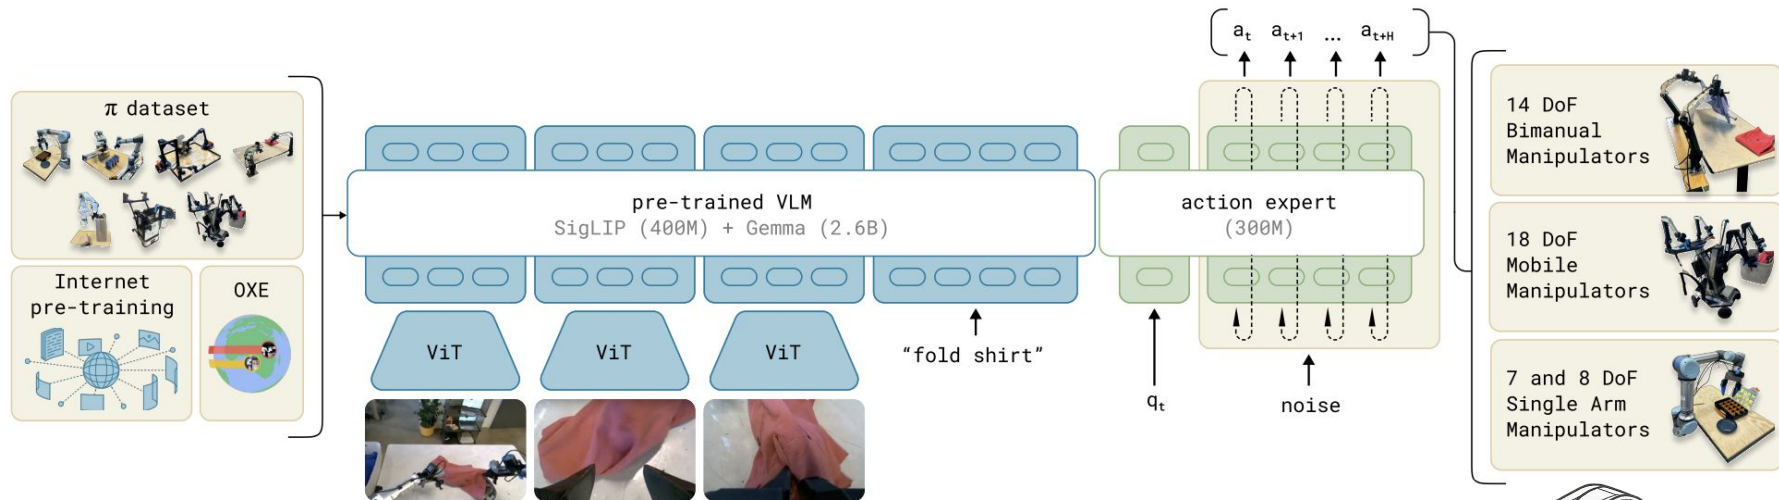 π dataset
Internet
pre-training
OXE
pre-trained VLM
SigLIP (400M) + Gemma (2.6B)
ViT
ViT
ViT
“fold shirt”
action expert
(300M)
qₜ
noise
aₜ aₜ₊₁ ... aₜ₊H
14 DoF
Bimanual
Manipulators
18 DoF
Mobile
Manipulators
7 and 8 DoF
Single Arm
Manipulators